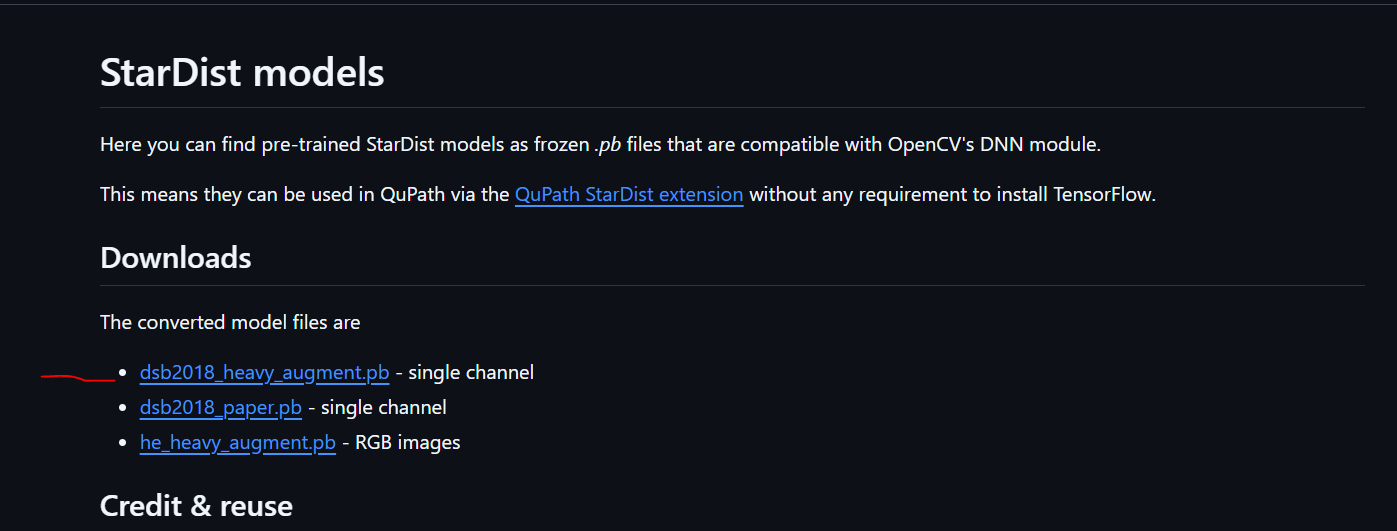 StarDist models
Here you can find pre-trained StarDist models as frozen .pb files that are compatible with OpenCV's DNN module.
This means they can be used in QuPath via the QuPath StarDist extension without any requirement to install TensorFlow.
Downloads
The converted model files are
• dsb2018_heavy_augment.pb - single channel
• dsb2018_paper.pb - single channel
• he_heavy_augment.pb - RGB images
Credit & reuse